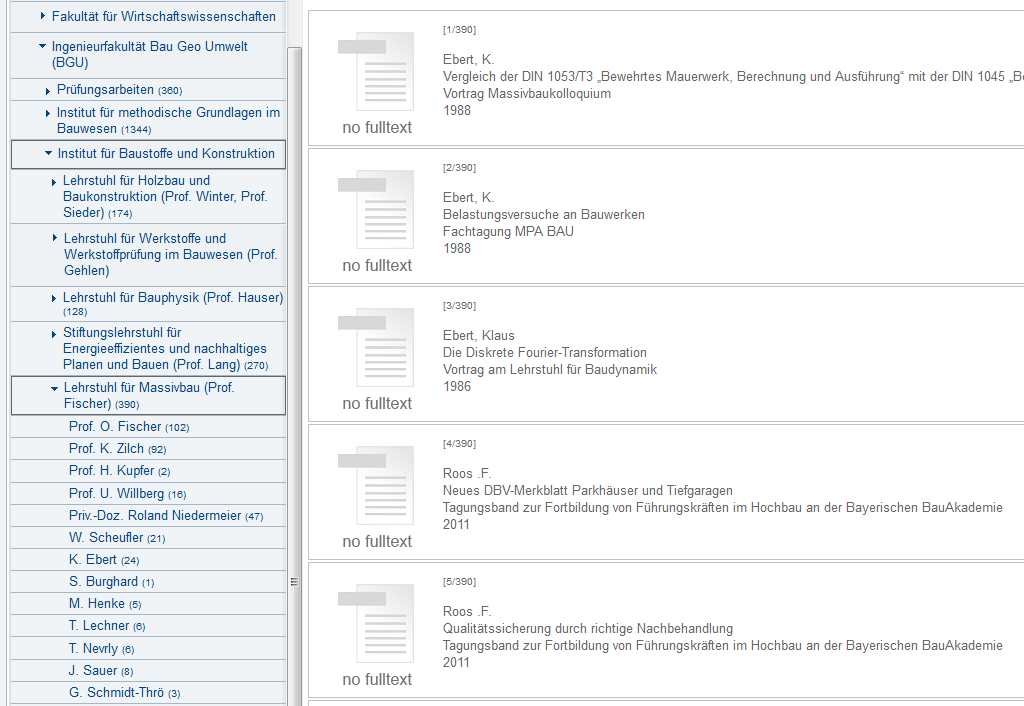 Fakultät für Wirtschaftswissenschaften
Ingenieurfakultät Bau Geo Umwelt
(BGU)
Prüfungsarbeiten (360)
Institut für methodische Grundlagen im
Bauwesen (1344)
Institut für Baustoffe und Konstruktion
Lehrstuhl für Holzbau und
Baukonstruktion (Prof. Winter, Prof.
Sieder) (174)
Lehrstuhl für Werkstoffe und
Werkstoffprüfung im Bauwesen (Prof.
Gehlen)
Lehrstuhl für Bauphysik (Prof. Hauser)
(128)
Stiftungslehrstuhl für
Energieeffizientes und nachhaltiges
Planen und Bauen (Prof. Lang) (270)
Lehrstuhl für Massivbau (Prof.
Fischer) (390)
Prof. O. Fischer (102)
Prof. K. Zilch (92)
Prof. H. Kupfer (2)
Prof. U. Willberg (16)
Priv.-Doz. Roland Niedermeier (47)
W. Scheufler (21)
K. Ebert (24)
S. Burghard (1)
M. Henke (5)
T. Lechner (6)
T. Nevrly (6)
J. Sauer (8)
G. Schmidt-Thrö (3)
[1/390]
Ebert, K.
Vergleich der DIN 1053/T3 „Bewehrtes Mauerwerk, Berechnung und Ausführung“ mit der DIN 1045 „Be
Vortrag Massivbaukolloquium
1988
no fulltext
[2/390]
Ebert, K.
Belastungsversuche an Bauwerken
Fachtagung MPA BAU
1988
no fulltext
[3/390]
Ebert, Klaus
Die Diskrete Fourier-Transformation
Vortrag am Lehrstuhl für Baudynamik
1986
no fulltext
[4/390]
Roos .F.
Neues DBV-Merkblatt Parkhäuser und Tiefgaragen
Tagungsband zur Fortbildung von Führungskräften im Hochbau an der Bayerischen BauAkademie
2011
no fulltext
[5/390]
Roos .F.
Qualitätssicherung durch richtige Nachbehandlung
Tagungsband zur Fortbildung von Führungskräften im Hochbau an der Bayerischen BauAkademie
2011
no fulltext